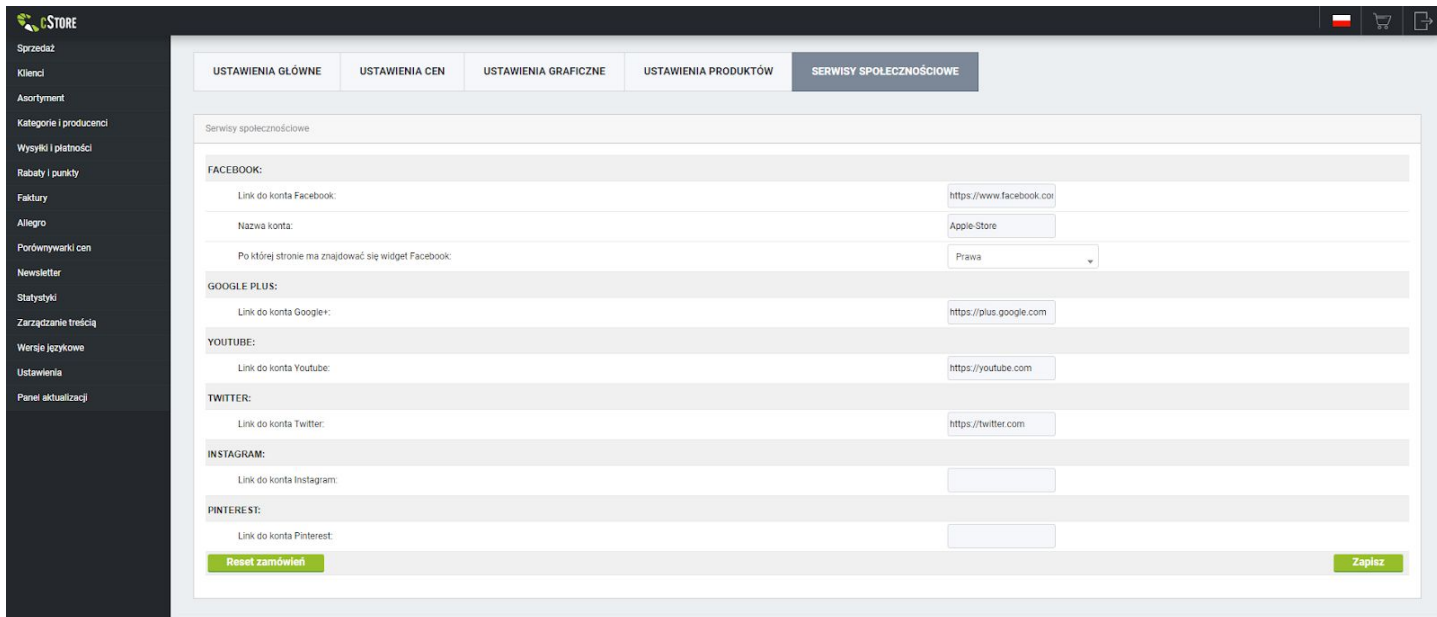 cSTORE
Sprzedaż
Klienci
Asortyment
Kategorie i producenci
Wysyłki i płatności
Rabaty i punkty
Faktury
Allegro
Porównywarki cen
Newsletter
Statystyki
Zarządzanie treścią
Wersje językowe
Ustawienia
Panel aktualizacji
USTAWIENIA GŁÓWNE USTAWIENIA CEN USTAWIENIA GRAFICZNE USTAWIENIA PRODUKTÓW SERWISY SPOŁECZNOŚCIOWE
Serwisy społecznościowe
FACEBOOK:
Link do konta Facebook: https://www.facebook.co
Nazwa konta: Apple-Store
Po której stronie ma znajdować się widget Facebook: Prawa
GOOGLE PLUS:
Link do konta Google+: https://plus.google.com
YOUTUBE:
Link do konta Youtube: https://youtube.com
TWITTER:
Link do konta Twitter: https://twitter.com
INSTAGRAM:
Link do konta Instagram:
PINTEREST:
Link do konta Pinterest:
Reset zamówień Zapisz